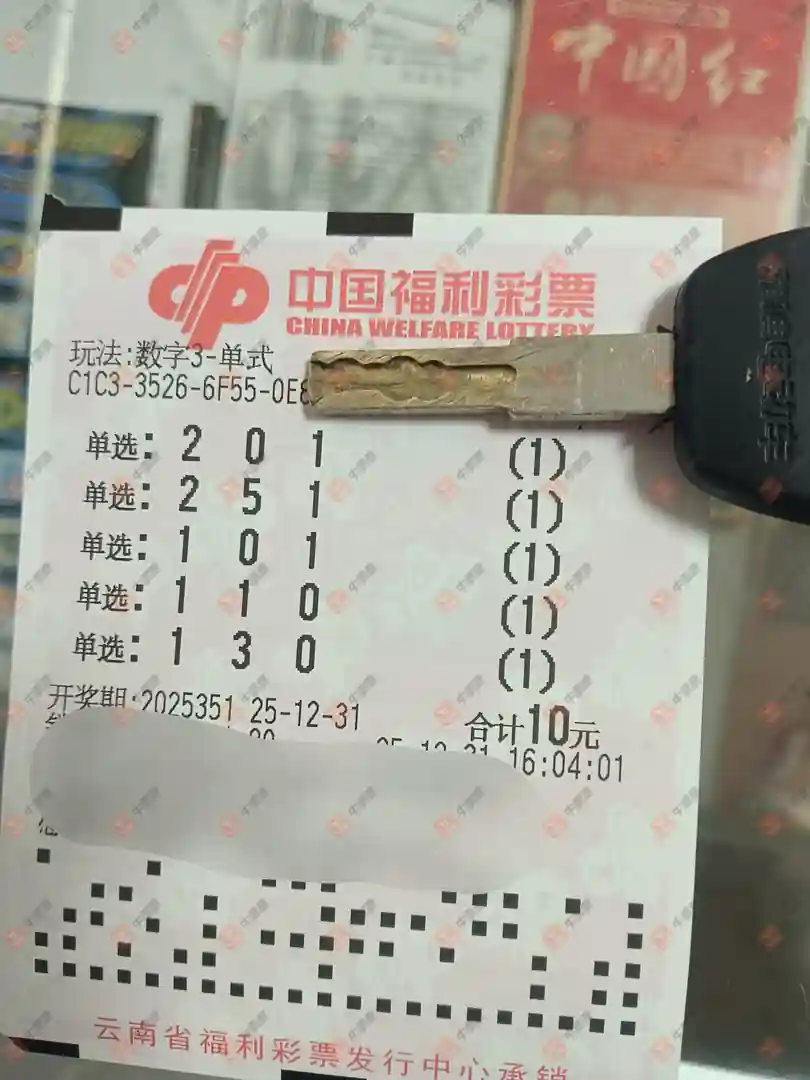 中国红
中国福利彩票
CHINA WELFARE LOTTERY
玩法:数字3-单式
C1C3-3526-6F55-0E8
单选: 2 0 1 (1)
单选: 2 5 1 (1)
单选: 1 0 1 (1)
单选: 1 1 0 (1)
单选: 1 3 0 (1)
开奖期:2025351 25-12-31 合计10元
25-12-31 16:04:01
云南省福利彩票发行中心承销